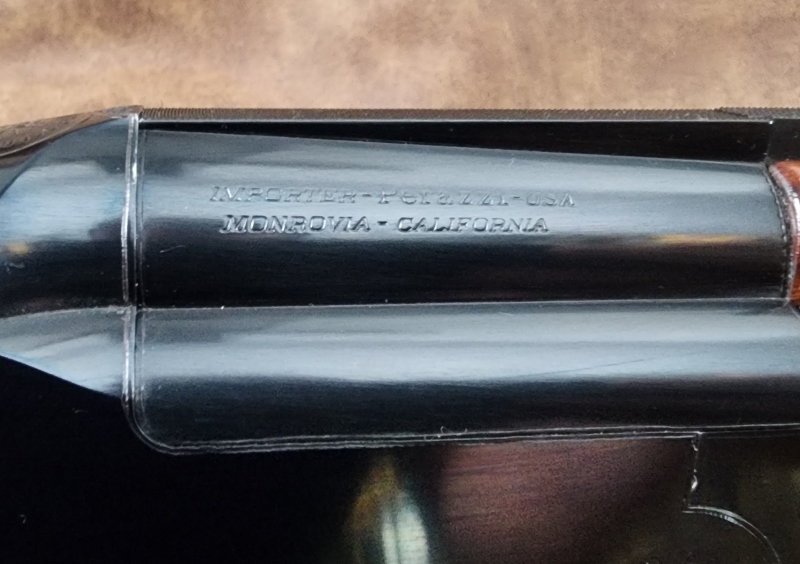 IMPORTER-Perazzi-USA
MONROVIA - CALIFORNIA